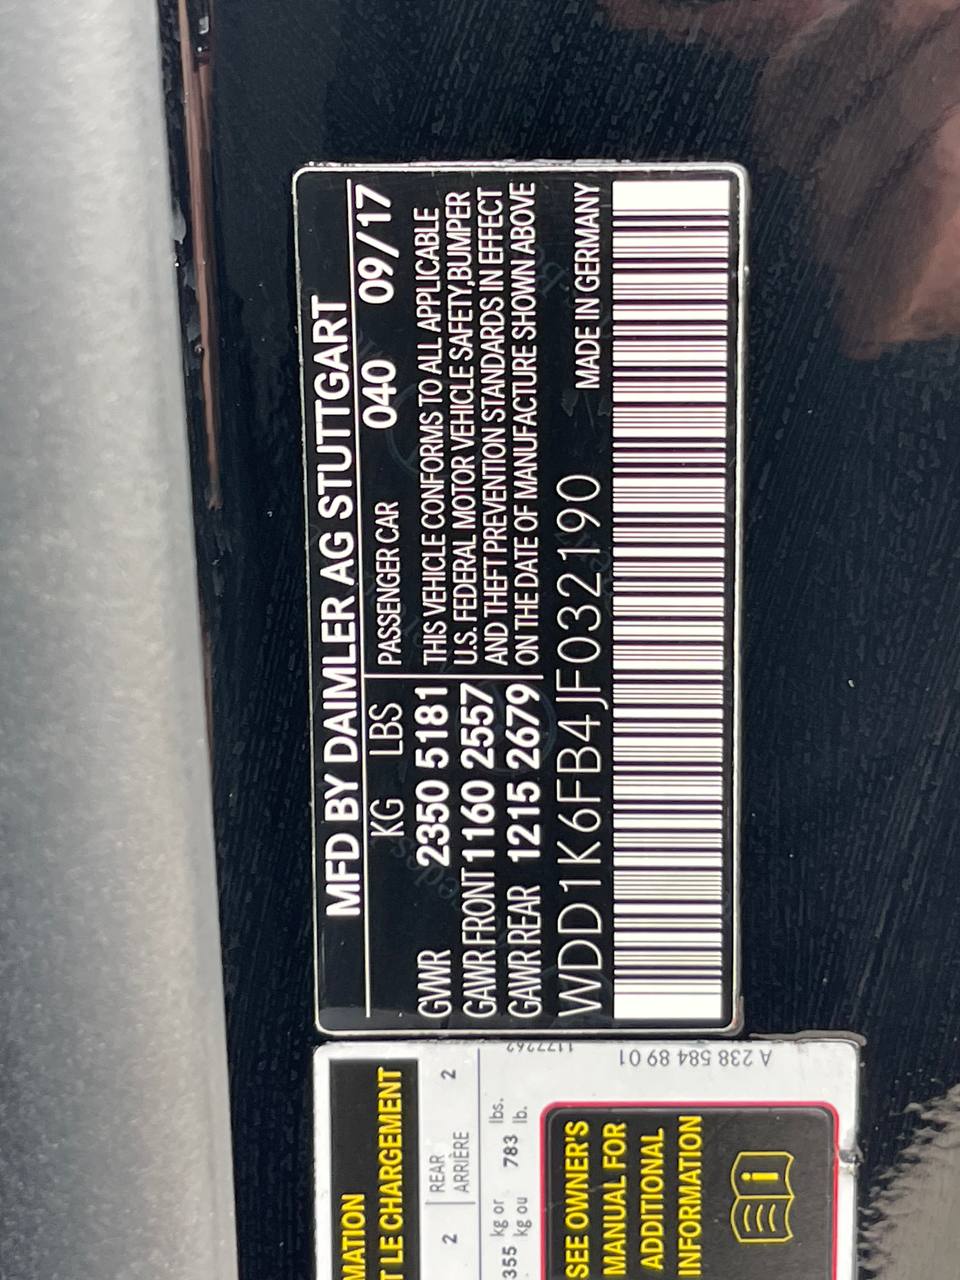 MFD BY DAIMLER AG STUTTGART
KG LBS PASSENGER CAR 040 09/17
GVWR 2350 5181 THIS VEHICLE CONFORMS TO ALL APPLICABLE
GAWR FRONT 1160 2557 U.S. FEDERAL MOTOR VEHICLE SAFETY,BUMPER
AND THEFT PREVENTION STANDARDS IN EFFECT
GAWR REAR 1215 2679 ON THE DATE OF MANUFACTURE SHOWN ABOVE
WDD1K6FB4JF032190 MADE IN GERMANY
MATION
T LE CHARGEMENT
2 REAR 2
ARRIÈRE
355 kg or 783 lbs.
kg ou lb.
SEE OWNER'S
MANUAL FOR
ADDITIONAL
INFORMATION
1177262
A 238 584 89 01